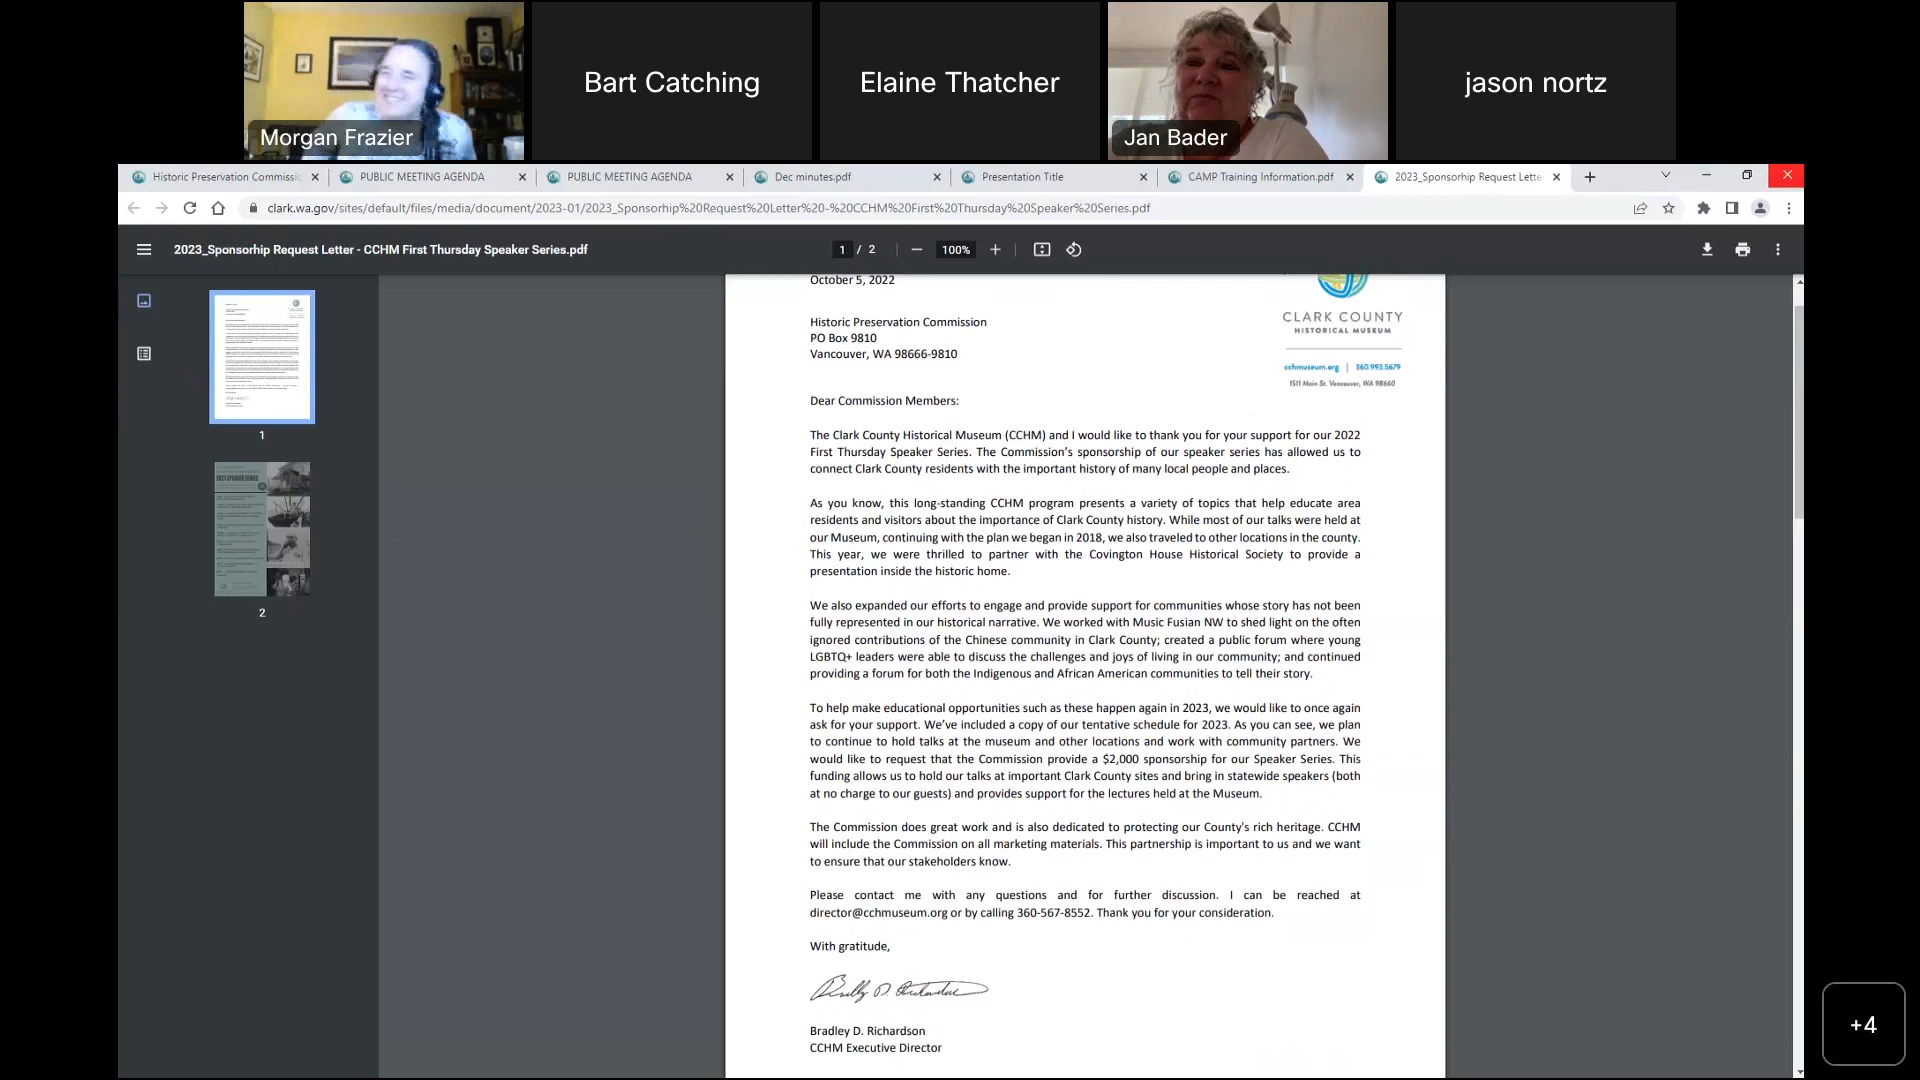 Bart Catching
Elaine Thatcher
jason nortz
Morgan Frazier
Jan Bader
Historic Preservation Commissic
PUBLIC MEETING AGENDA
PUBLIC MEETING AGENDA
Dec minutes.pdf
Presentation Title
CAMP Training Information.pdf
2023_Sponsorhip Request Lette
clark.wa.gov/sites/default/files/media/document/2023-01/2023_Sponsorhip%20Request%20Letter%20-%20CCHM%20First%20Thursday%20Speaker%20Series.pdf
2023_Sponsorhip Request Letter - CCHM First Thursday Speaker Series.pdf
1 / 2
100%
1
2023 SPEAKER SERIES
2
October 5, 2022
CLARK COUNTY
HISTORICAL MUSEUM
cchmuseum.org | 360.993.5679
1511 Main St. Vancouver, WA 98660
Historic Preservation Commission
PO Box 9810
Vancouver, WA 98666-9810
Dear Commission Members:
The Clark County Historical Museum (CCHM) and I would like to thank you for your support for our 2022
First Thursday Speaker Series. The Commission's sponsorship of our speaker series has allowed us to
connect Clark County residents with the important history of many local people and places.
As you know, this long-standing CCHM program presents a variety of topics that help educate area
residents and visitors about the importance of Clark County history. While most of our talks were held at
our Museum, continuing with the plan we began in 2018, we also traveled to other locations in the county.
This year, we were thrilled to partner with the Covington House Historical Society to provide a
presentation inside the historic home.
We also expanded our efforts to engage and provide support for communities whose story has not been
fully represented in our historical narrative. We worked with Music Fusian NW to shed light on the often
ignored contributions of the Chinese community in Clark County; created a public forum where young
LGBTQ+ leaders were able to discuss the challenges and joys of living in our community; and continued
providing a forum for both the Indigenous and African American communities to tell their story.
To help make educational opportunities such as these happen again in 2023, we would like to once again
ask for your support. We've included a copy of our tentative schedule for 2023. As you can see, we plan
to continue to hold talks at the museum and other locations and work with community partners. We
would like to request that the Commission provide a $2,000 sponsorship for our Speaker Series. This
funding allows us to hold our talks at important Clark County sites and bring in statewide speakers (both
at no charge to our guests) and provides support for the lectures held at the Museum.
The Commission does great work and is also dedicated to protecting our County's rich heritage. CCHM
will include the Commission on all marketing materials. This partnership is important to us and we want
to ensure that our stakeholders know.
Please contact me with any questions and for further discussion. I can be reached at
director@cchmuseum.org or by calling 360-567-8552. Thank you for your consideration.
With gratitude,
Bradley D. Richardson
CCHM Executive Director
+4